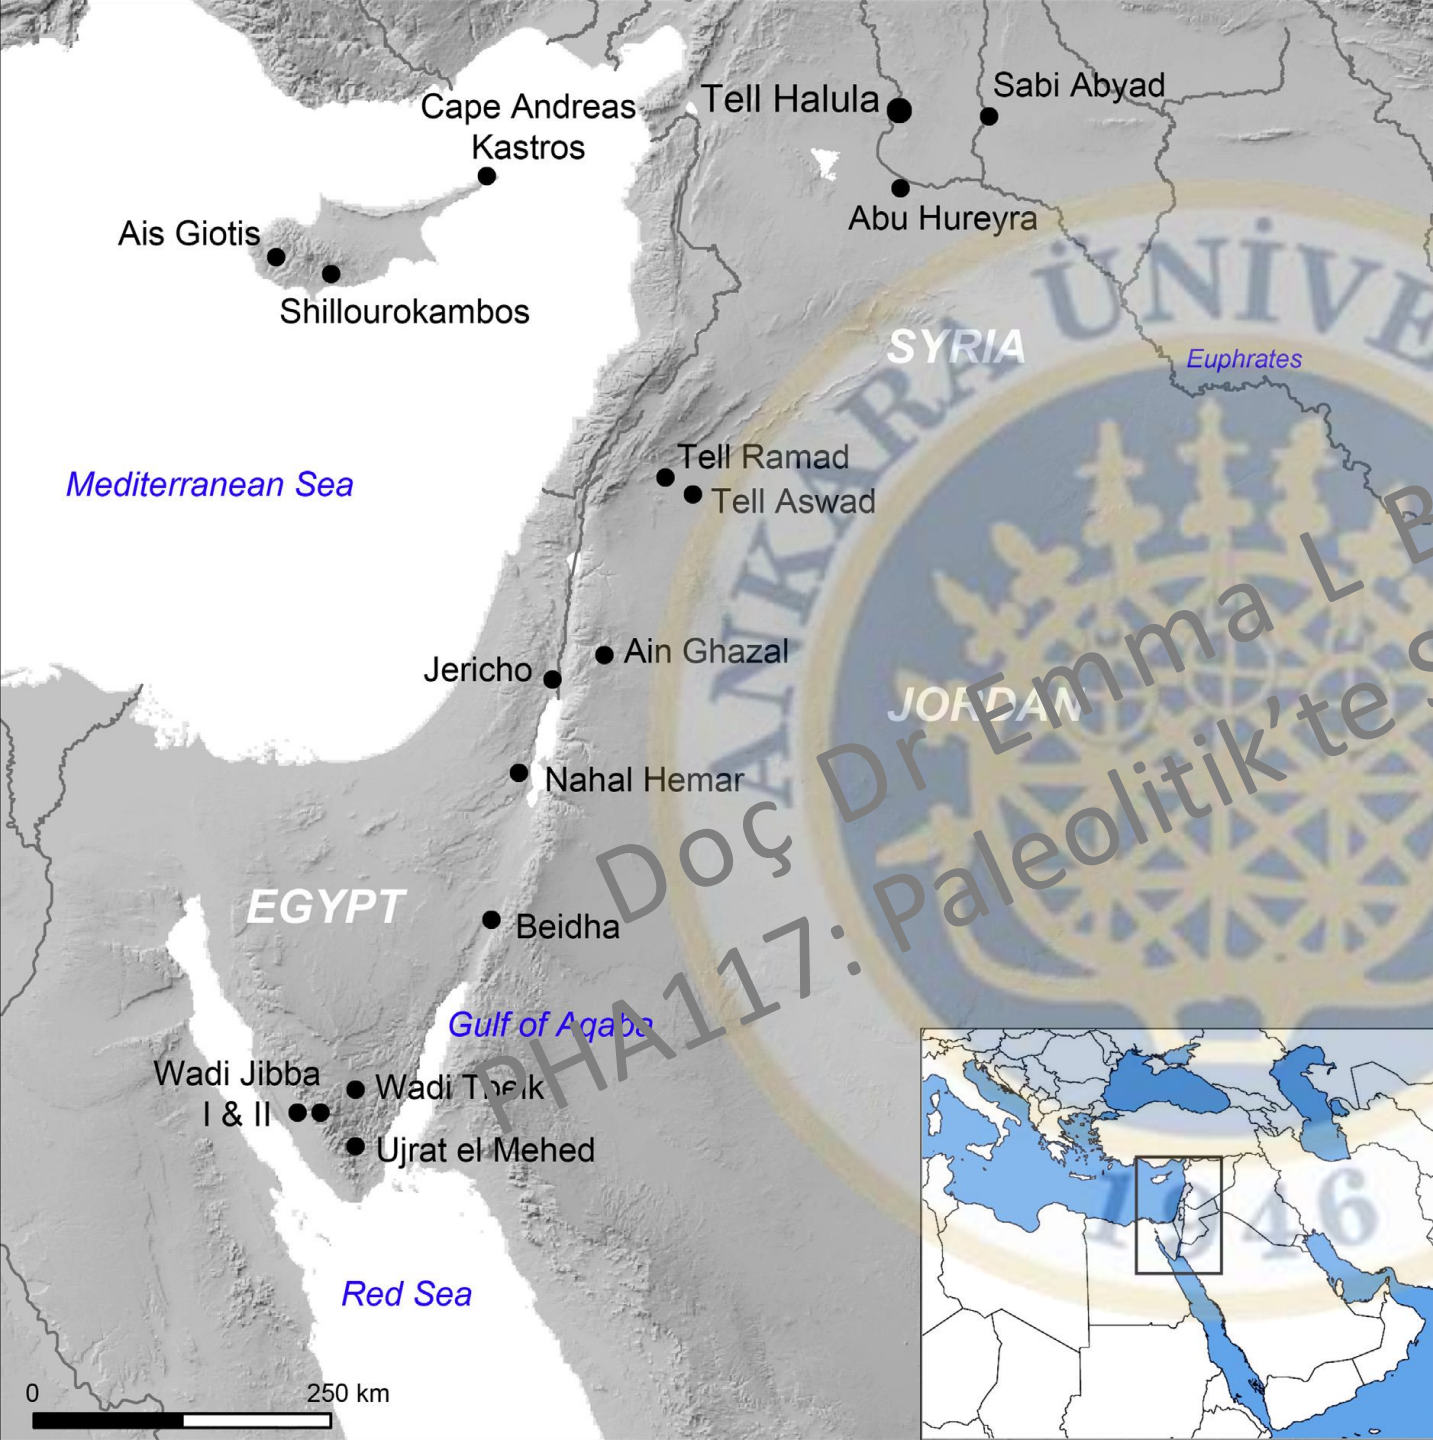 Cape Andreas
Kastros
Tell Halula
Sabi Abyad
Abu Hureyra
Ais Giotis
Shillourokambos
SYRIA
Euphrates
Mediterranean Sea
Tell Ramad
Tell Aswad
Jericho
Ain Ghazal
JORDAN
Nahal Hemar
EGYPT
Beidha
Gulf of Aqaba
Wadi Jibba
I & II
Wadi Tbeik
Ujrat el Mehed
Red Sea
0 250 km
ANKARA ÜNİVE
1946
Doç Dr Emma L B
PHA117: Paleolitik’te S